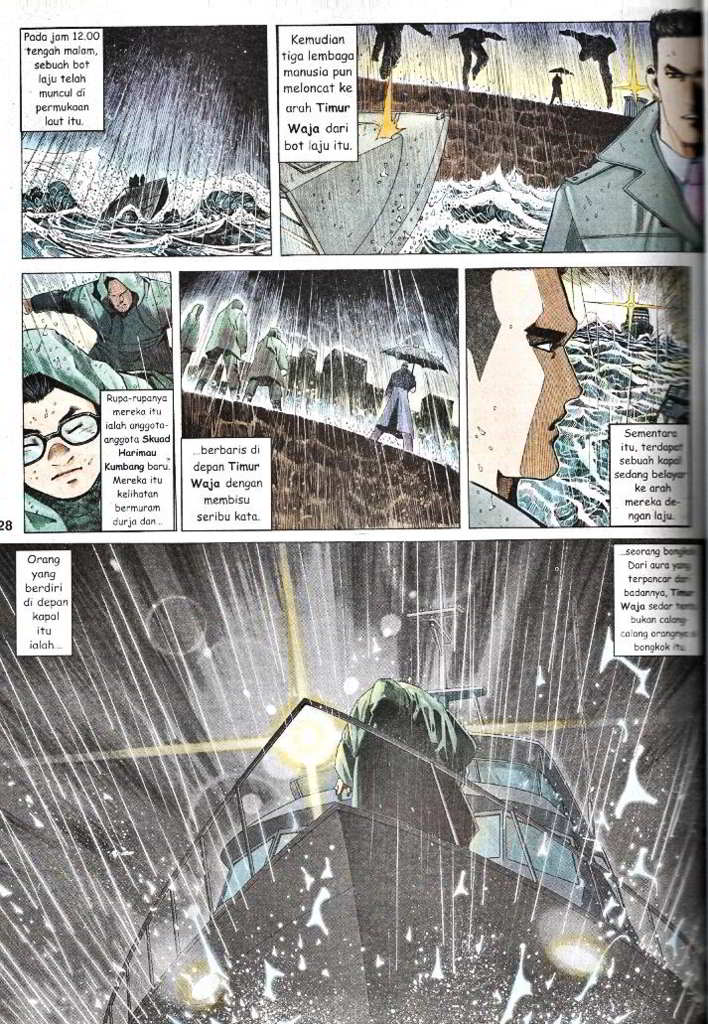 Pada jam 12.00
tengah malam,
sebuah bot
laju telah
muncul di
permukaan
laut itu.
Kemudian
tiga lembaga
manusia pun
meloncat ke
arah Timur
Waja dari
bot laju itu.
Rupa-rupanya
mereka itu
ialah anggota-
anggota Skuad
Harimau
Kumbang baru.
Mereka itu
kelihatan
bermuram
durja dan...
...berbaris di
depan Timur
Waja dengan
membisu
seribu kata.
Sementara
itu, terdapat
sebuah kapal
sedang belayar
ke arah
mereka de-
ngan laju.
28
Orang
yang
berdiri
di depan
kapal
itu
ialah...
...seorang bongkok.
Dari aura yang
terpancar dari
badannya, Timur
Waja sedar tentu
bukan calang-
calang orangnya si
bongkok itu.